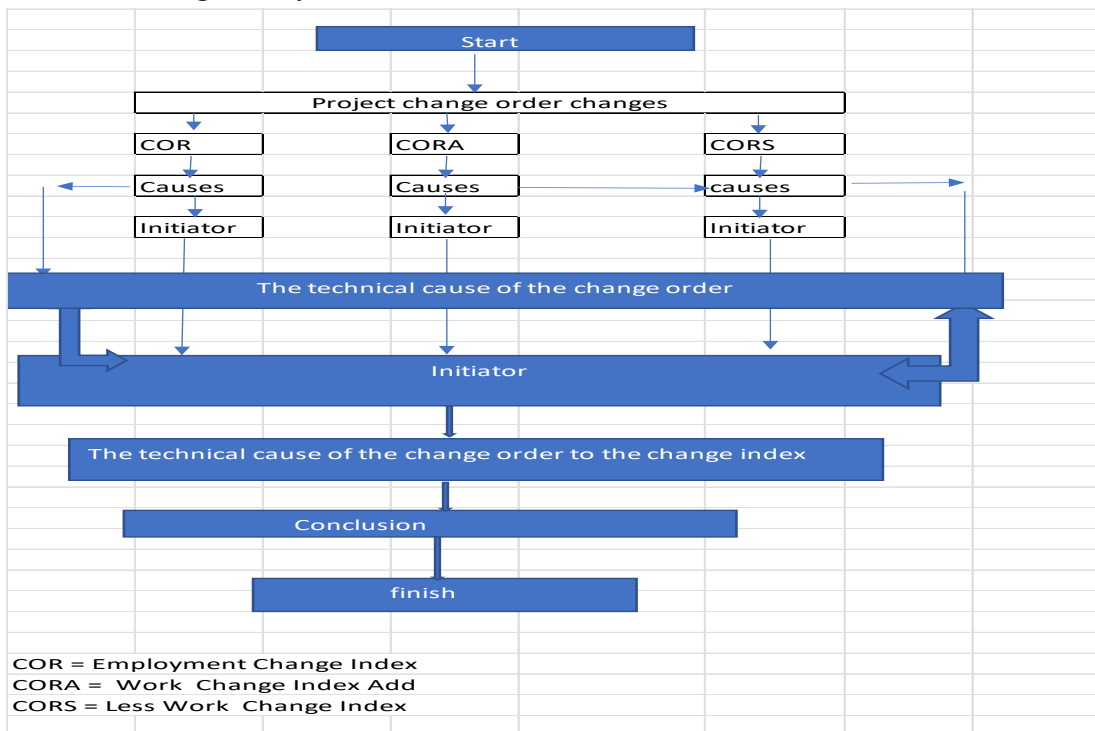 Start
Project change order changes
COR CORA CORS
Causes Causes causes
Initiator Initiator Initiator
The technical cause of the change order
Initiator
The technical cause of the change order to the change index
Conclusion
finish
COR = Employment Change Index
CORA = Work Change Index Add
CORS = Less Work Change Index